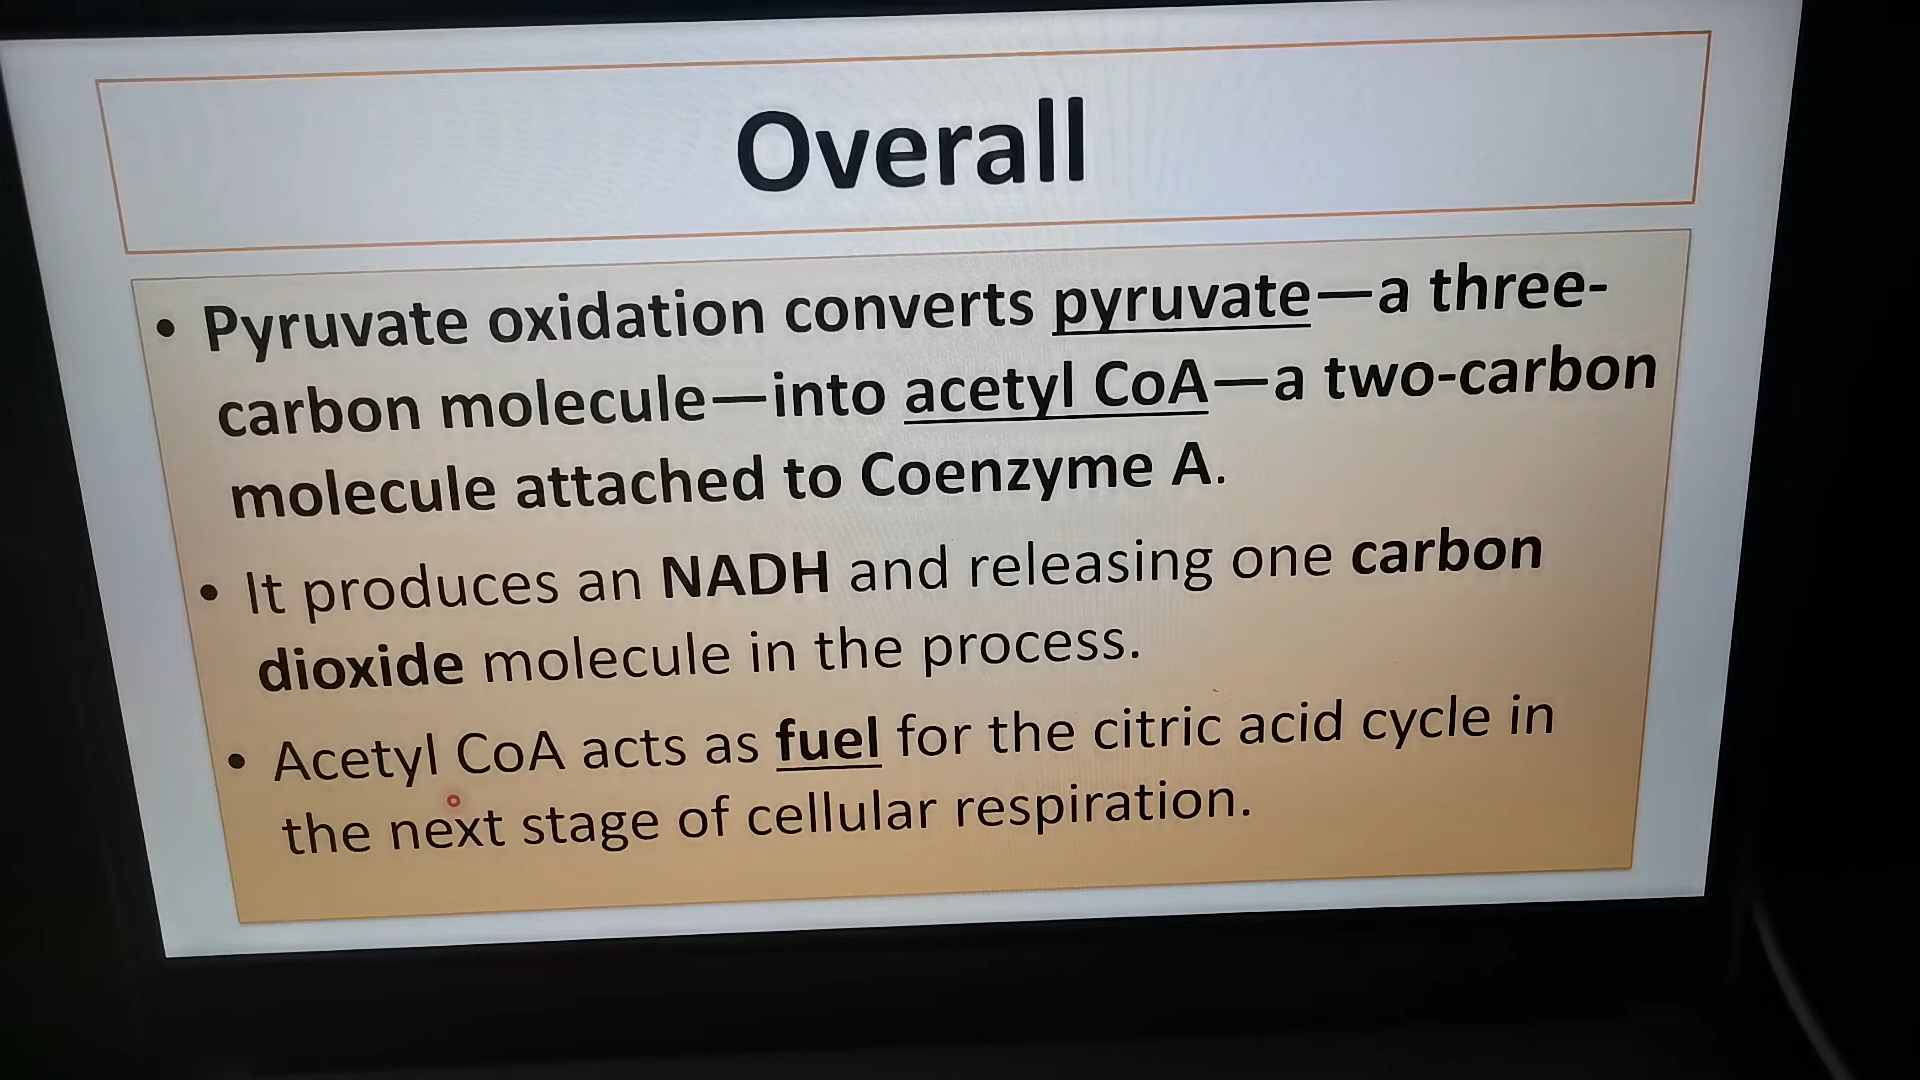 Overall
• Pyruvate oxidation converts pyruvate—a three-
carbon molecule—into acetyl CoA—a two-carbon
molecule attached to Coenzyme A.
• It produces an NADH and releasing one carbon
dioxide molecule in the process.
• Acetyl CoA acts as fuel for the citric acid cycle in
the next stage of cellular respiration.